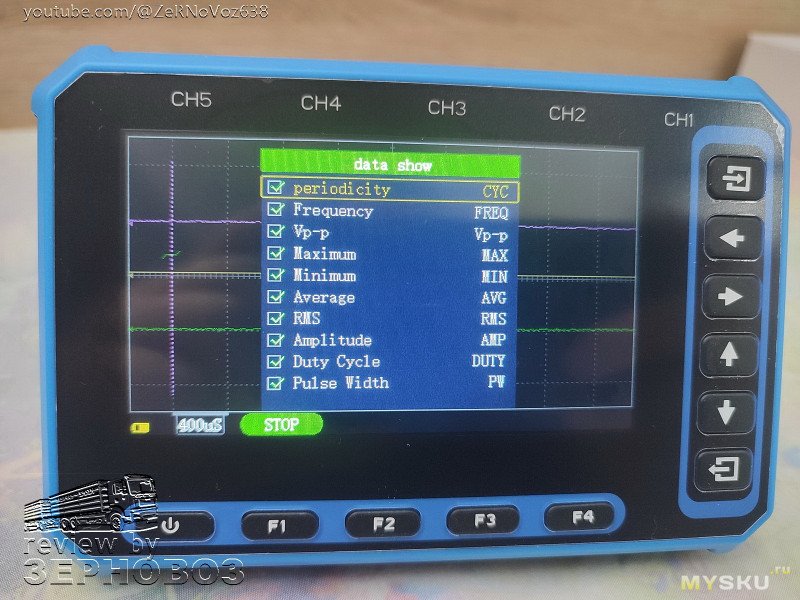 youtube.com/@ZeRNoVoz638
CH5 CH4 CH3 CH2 CH1
data show
periodicity CYC
Frequency FREQ
Vp-p Vp-p
Maximum MAX
Minimum MIN
Average AVG
RMS RMS
Amplitude AMP
Duty Cycle DUTY
Pulse Width PW
400uS STOP
F1 F2 F3 F4
review by
ЗЕРНОВОЗ
MYSKU.ru